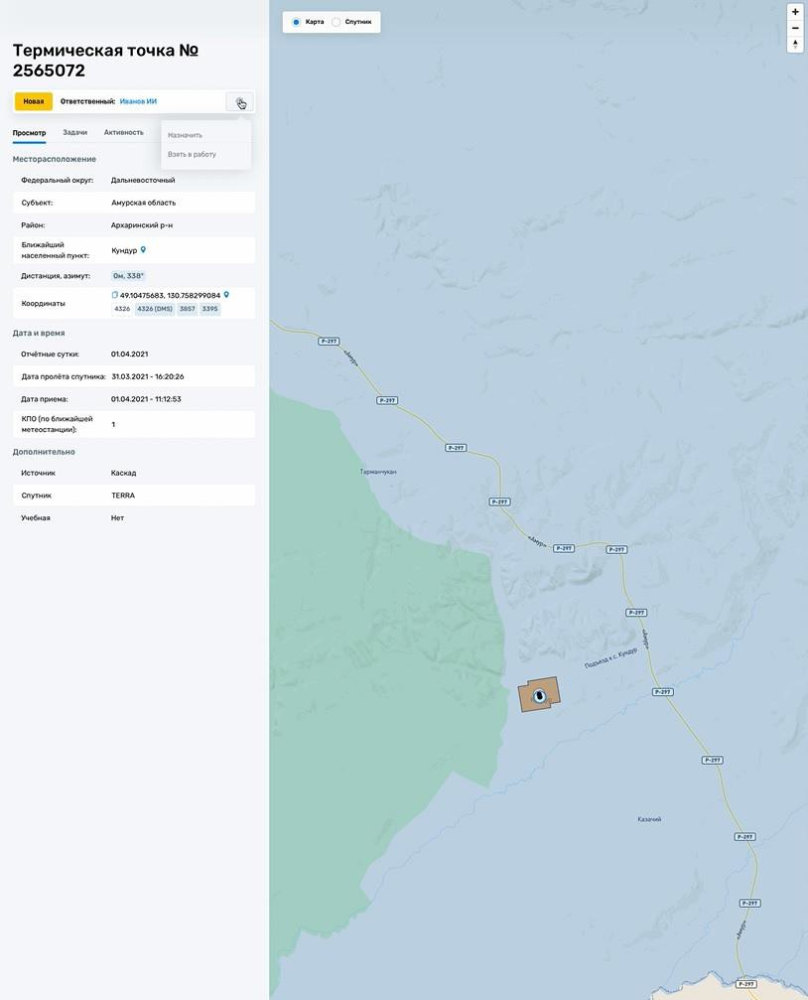 Термическая точка №
2565072
Новая
Ответственный: Иванов ИИ
Просмотр
Задачи
Активность
Назначить
Взять в работу
Месторасположение
Федеральный округ: Дальневосточный
Субъект: Амурская область
Район: Архаринский р-н
Ближайший
населенный пункт:
Кундур
Дистанция, азимут: 0м, 338°
Координаты
49.10475683, 130.758299084
4326 4326 (DMS) 3857 3395
Дата и время
Отчётные сутки: 01.04.2021
Дата пролёта спутника: 31.03.2021 - 16:20:26
Дата приема: 01.04.2021 - 11:12:53
КПО (по ближайшей
метеостанции):
1
Дополнительно
Источник Каскад
Спутник TERRA
Учебная Нет
Карта
Спутник
+
−
Р-297
«Амур»
Р-297
Р-297
Тарманчукан
Р-297
«Амур»
Р-297
Р-297
Р-297
«Амур»
Подъезд к с. Кундур
Р-297
Р-297
Казачий
Р-297
Р-297
«Амур»
Р-297